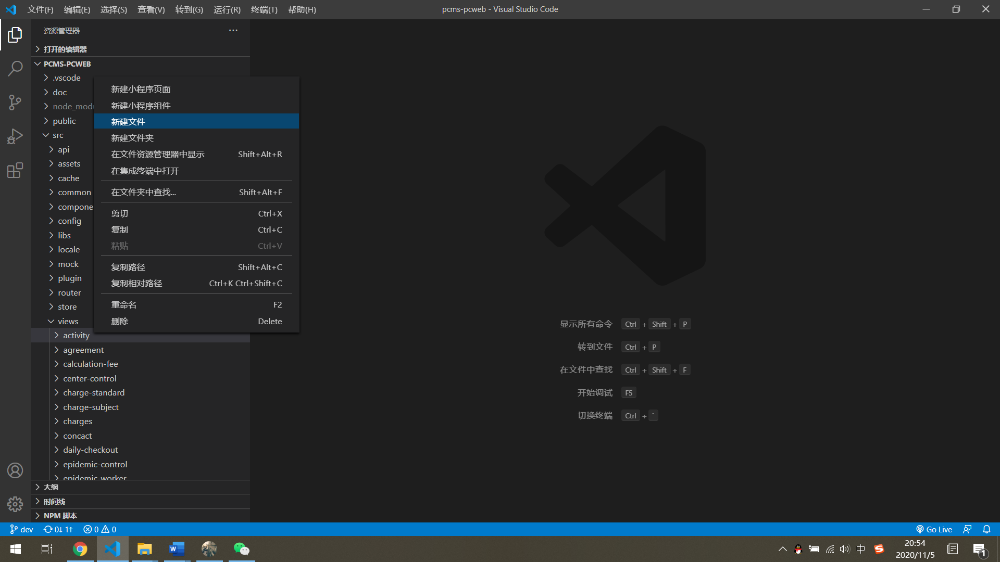 文件(F) 编辑(E) 选择(S) 查看(V) 转到(G) 运行(R) 终端(T) 帮助(H) pcms-pcweb - Visual Studio Code
资源管理器
打开的编辑器
PCMS-PCWEB
.vscode
doc
node_mod
public
src
api
assets
cache
common
compone
config
libs
locale
mock
plugin
router
store
views
activity
agreement
calculation-fee
center-control
charge-standard
charge-subject
charges
concact
daily-checkout
epidemic-control
epidemic-worker
大纲
时间线
NPM 脚本
新建小程序页面
新建小程序组件
新建文件
新建文件夹
在文件资源管理器中显示 Shift+Alt+R
在集成终端中打开
在文件夹中查找... Shift+Alt+F
剪切 Ctrl+X
复制 Ctrl+C
粘贴 Ctrl+V
复制路径 Shift+Alt+C
复制相对路径 Ctrl+K Ctrl+Shift+C
重命名 F2
删除 Delete
显示所有命令 Ctrl + Shift + P
转到文件 Ctrl + P
在文件中查找 Ctrl + Shift + F
开始调试 F5
切换终端 Ctrl + `
dev 0↓ 1↑ 0 0 Go Live
W 中 S 20:54 1
2020/11/5